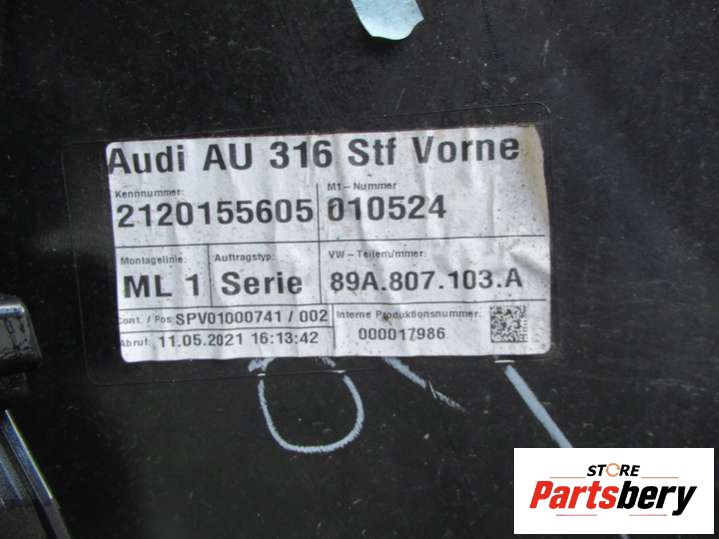 Audi AU 316 Stf Vorne
Kennnummer: M1-Nummer
2120155605 010524
Montagelinie: Auftragstyp: VW-Teilenummer:
ML 1 Serie 89A.807.103.A
Cont. / Pos: SPV01000741 / 002 Interne Produktionsnummer:
Abruf: 11.05.2021 16:13:42 000017986
STORE
Partsbery